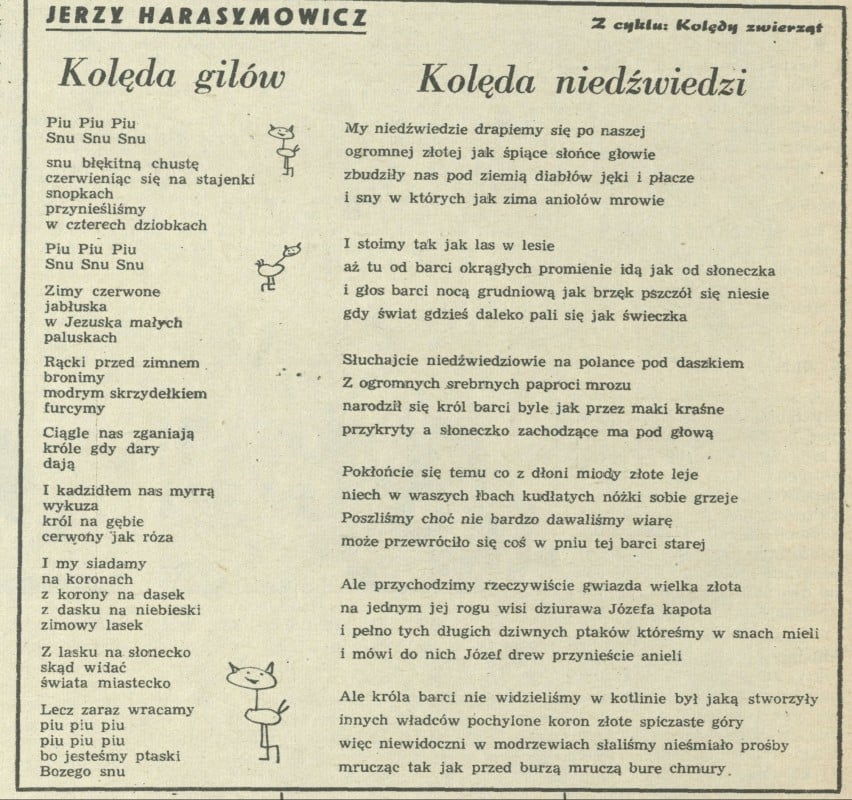 JERZY HARASYMOWICZ
Z cyklu: Kolędy zwierząt
Kolęda gilów
Piu Piu Piu
Snu Snu Snu
snu błękitną chustę
czerwieniąc się na stajenki
snopkach
przynieśliśmy
w czterech dziobkach
Piu Piu Piu
Snu Snu Snu
Zimy czerwone
jabłuska
w Jezuska małych
paluskach
Rącki przed zimnem
bronimy
modrym skrzydełkiem
furcymy
Ciągle nas zganiają
króle gdy dary
dają
I kadzidłem nas myrrą
wykuza
król na gębie
cerwony jak róza
I my siadamy
na koronach
z korony na dasek
z dasku na niebieski
zimowy lasek
Z lasku na słonecko
skąd widać
świata miastecko
Lecz zaraz wracamy
piu piu piu
piu piu piu
bo jesteśmy ptaski
Bozego snu
Kolęda niedźwiedzi
My niedźwiedzie drapiemy się po naszej
ogromnej złotej jak śpiące słońce głowie
zbudziły nas pod ziemią diabłów jęki i płacze
i sny w których jak zima aniołów mrowie
I stoimy tak jak las w lesie
aż tu od barci okrągłych promienie idą jak od słoneczka
i głos barci nocą grudniową jak brzęk pszczół się niesie
gdy świat gdzieś daleko pali się jak świeczka
Słuchajcie niedźwiedziowie na polance pod daszkiem
Z ogromnych srebrnych paproci mrozu
narodził się król barci byle jak przez maki kraśne
przykryty a słoneczko zachodzące ma pod głową
Pokłońcie się temu co z dłoni miody złote leje
niech w waszych łbach kudłatych nóżki sobie grzeje
Poszliśmy choć nie bardzo dawaliśmy wiarę
może przewróciło się coś w pniu tej barci starej
Ale przychodzimy rzeczywiście gwiazda wielka złota
na jednym jej rogu wisi dziurawa Józefa kapota
i pełno tych długich dziwnych ptaków któreśmy w snach mieli
i mówi do nich Józef drew przynieście anieli
Ale króla barci nie widzieliśmy w kotlinie był jaką stworzyły
innych władców pochylone koron złote spiczaste góry
więc niewidoczni w modrzewiach słaliśmy nieśmiało prośby
mrucząc tak jak przed burzą mruczą bure chmury.